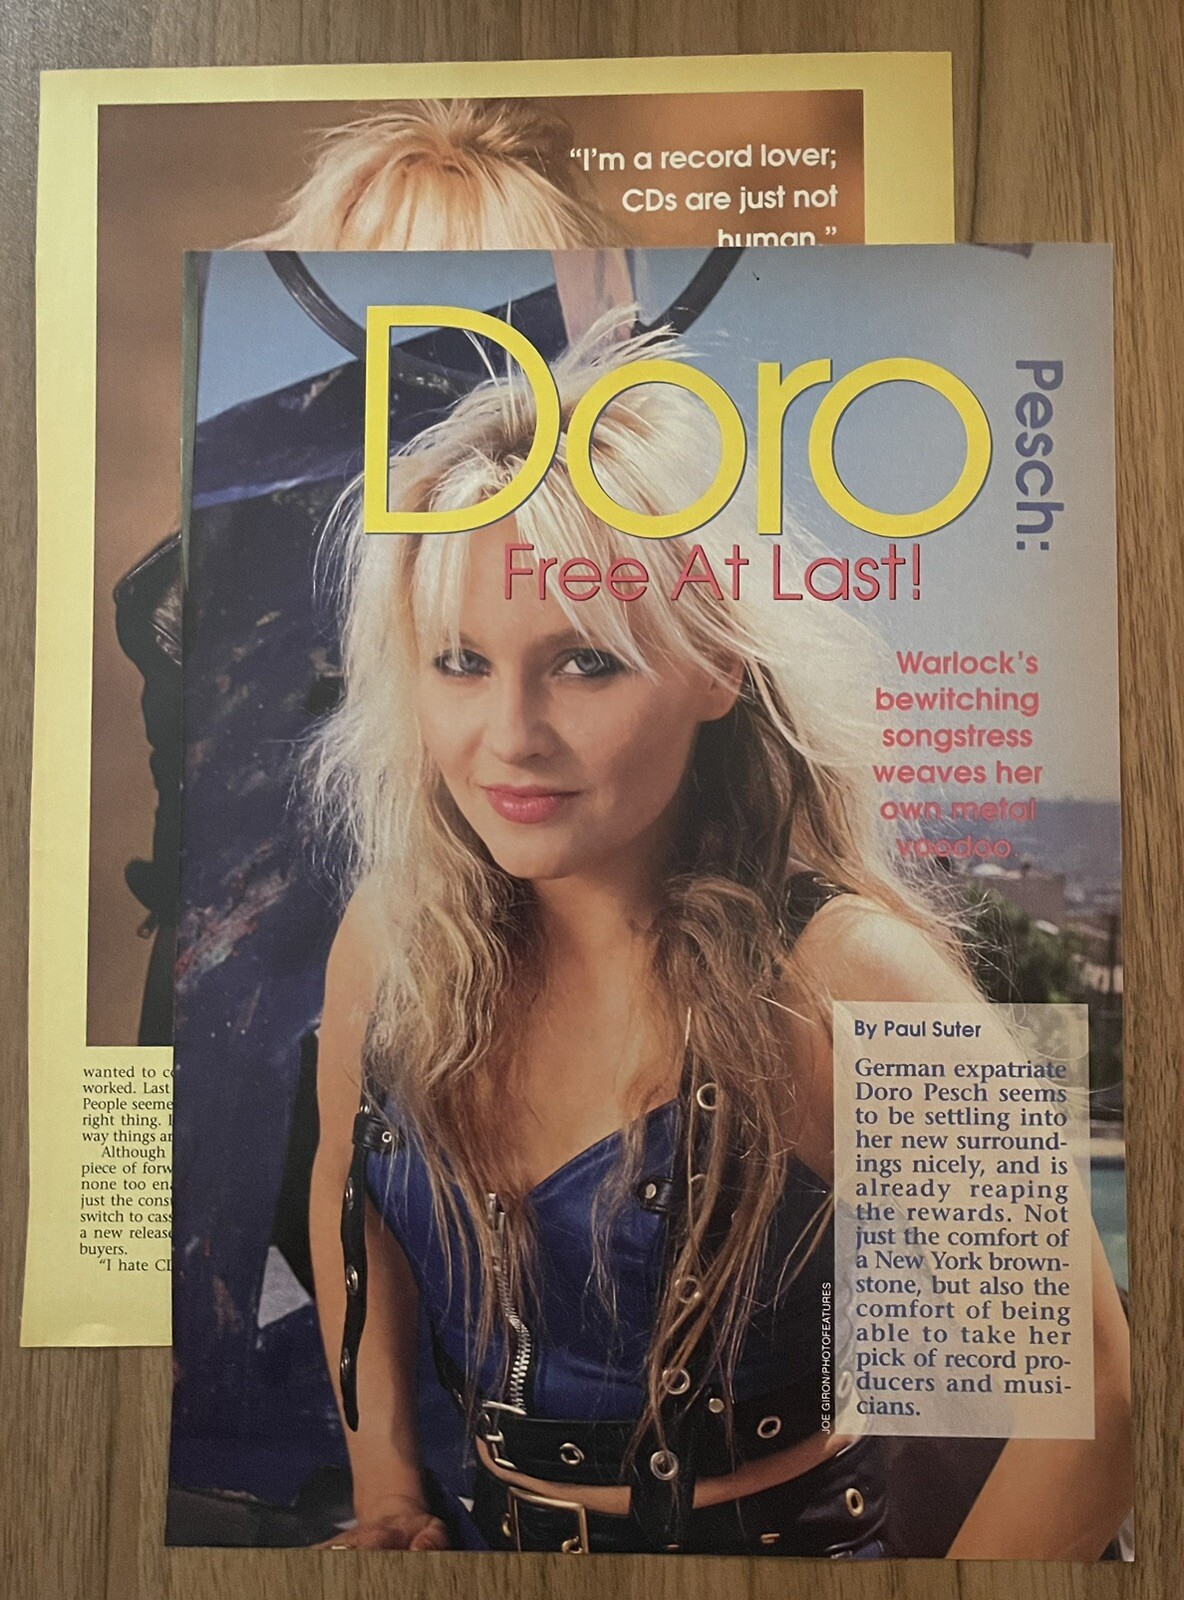 “I’m a record lover;
CDs are just not
human.”
Doro
Pesch:
Free At Last!
Warlock’s
bewitching
songstress
weaves her
own metal
voodoo.
By Paul Suter
German expatriate
Doro Pesch seems
to be settling into
her new surround-
ings nicely, and is
already reaping
the rewards. Not
just the comfort of
a New York brown-
stone, but also the
comfort of being
able to take her
pick of record pro-
ducers and musi-
cians.
JOE GIRON/PHOTOFEATURES
wanted to
worked. Last
People seeme
right thing.
way things ar
Although
piece of forw
none too en
just the cons
switch to cass
a new release
buyers.
“I hate CD